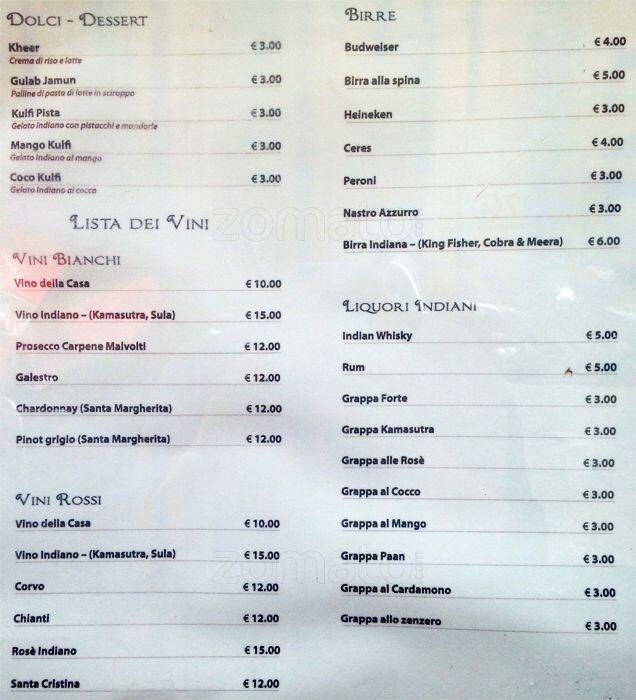 Dolci - Dessert
Kheer € 3.00
Crema di riso e latte
Gulab Jamun € 3.00
Palline di pasta di latte in sciroppo
Kulfi Pista € 3.00
Gelato indiano con pistacchi e mandorle
Mango Kulfi € 3.00
Gelato indiano al mango
Coco Kulfi € 3.00
Gelato indiano al cocco
Lista dei Vini
Vini Bianchi
Vino della Casa € 10.00
Vino Indiano – (Kamasutra, Sula) € 15.00
Prosecco Carpene Malvolti € 12.00
Galestro € 12.00
Chardonnay (Santa Margherita) € 12.00
Pinot grigio (Santa Margherita) € 12.00
Vini Rossi
Vino della Casa € 10.00
Vino Indiano – (Kamasutra, Sula) € 15.00
Corvo € 12.00
Chianti € 12.00
Rosè Indiano € 15.00
Santa Cristina € 12.00
Birre
Budweiser € 4.00
Birra alla spina € 5.00
Heineken € 3.00
Ceres € 4.00
Peroni € 3.00
Nastro Azzurro € 3.00
Birra Indiana – (King Fisher, Cobra & Meera) € 6.00
Liquori Indiani
Indian Whisky € 5.00
Rum € 5.00
Grappa Forte € 3.00
Grappa Kamasutra € 3.00
Grappa alle Rosè € 3.00
Grappa al Cocco € 3.00
Grappa al Mango € 3.00
Grappa Paan € 3.00
Grappa al Cardamono € 3.00
Grappa allo zenzero € 3.00
zomato.com
zomato.com